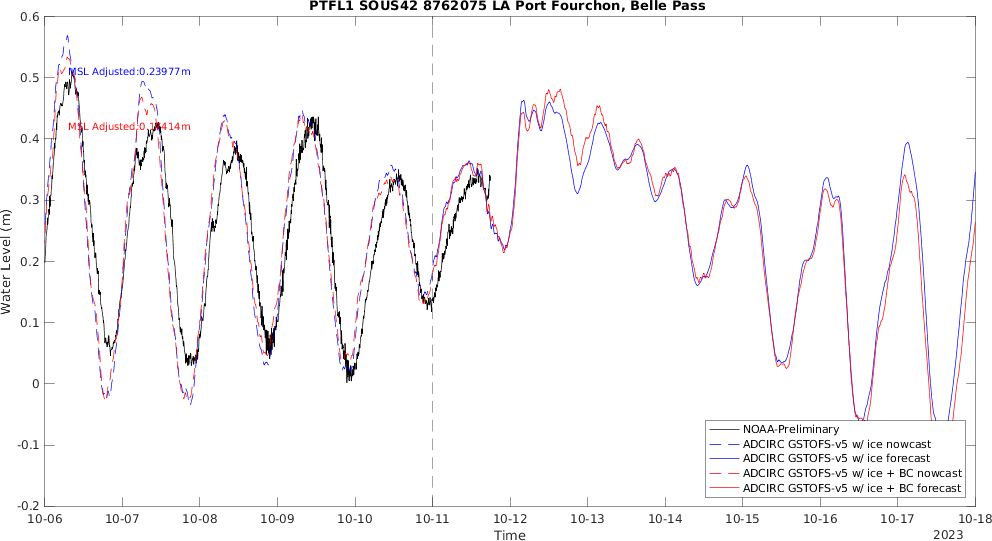 PTFL1 SOUS42 8762075 LA Port Fourchon, Belle Pass
0.6
0.5
0.4
0.3
0.2
0.1
0
-0.1
-0.2
Water Level (m)
MSL Adjusted:0.23977m
MSL Adjusted:
NOAA-Preliminary
ADCIRC GSTOFS-v5 w/ ice nowcast
ADCIRC GSTOFS-v5 w/ ice forecast
ADCIRC GSTOFS-v5 w/ ice + BC nowcast
ADCIRC GSTOFS-v5 w/ ice + BC forecast
10-06 10-07 10-08 10-09 10-10 10-11 10-12 10-13 10-14 10-15 10-16 10-17 10-18
Time
2023